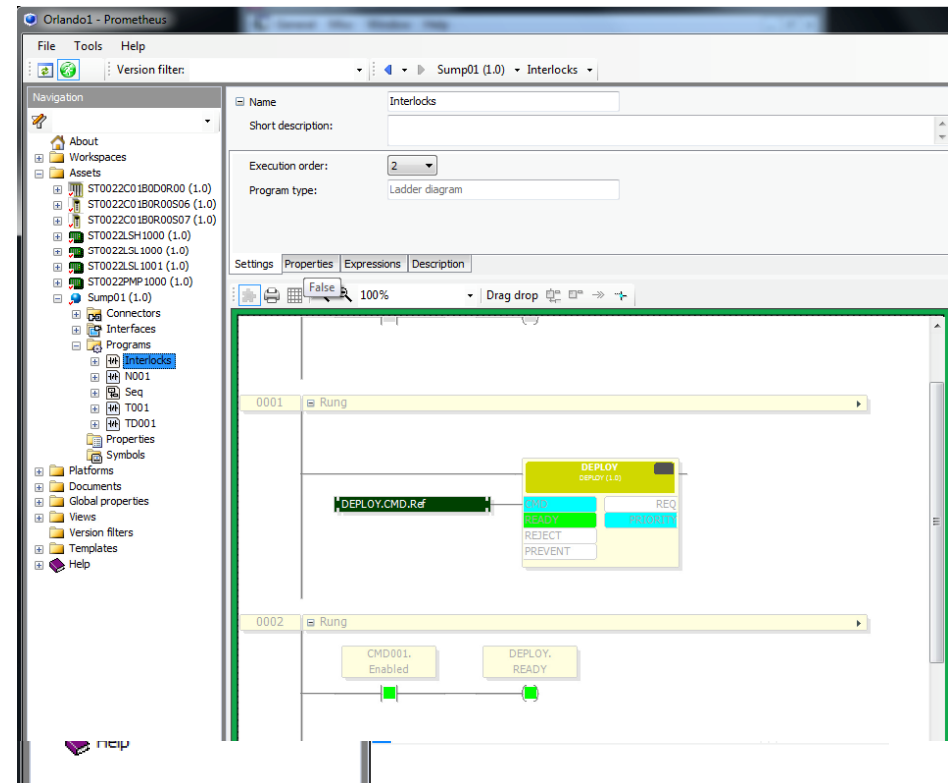 Orlando1 - Prometheus
General Misc Window Help
File Tools Help
Version filter:
Sump01 (1.0) Interlocks
Navigation
About
Workspaces
Assets
ST0022C01B0D0R00 (1.0)
ST0022C01B0R00S06 (1.0)
ST0022C01B0R00S07 (1.0)
ST0022LSH1000 (1.0)
ST0022LSL1000 (1.0)
ST0022LSL1001 (1.0)
ST0022PMP1000 (1.0)
Sump01 (1.0)
Connectors
Interfaces
Programs
Interlocks
N001
Seq
T001
TD001
Properties
Symbols
Platforms
Documents
Global properties
Views
Version filters
Templates
Help
Name
Interlocks
Short description:
Execution order:
2
Program type:
Ladder diagram
Settings Properties Expressions Description
False
100%
Drag drop
0001 Rung
DEPLOY
DEPLOY (1.0)
DEPLOY.CMD.Ref
CMD REQ
READY PRIORITY
REJECT
PREVENT
0002 Rung
CMD001.
Enabled
DEPLOY.
READY
Help